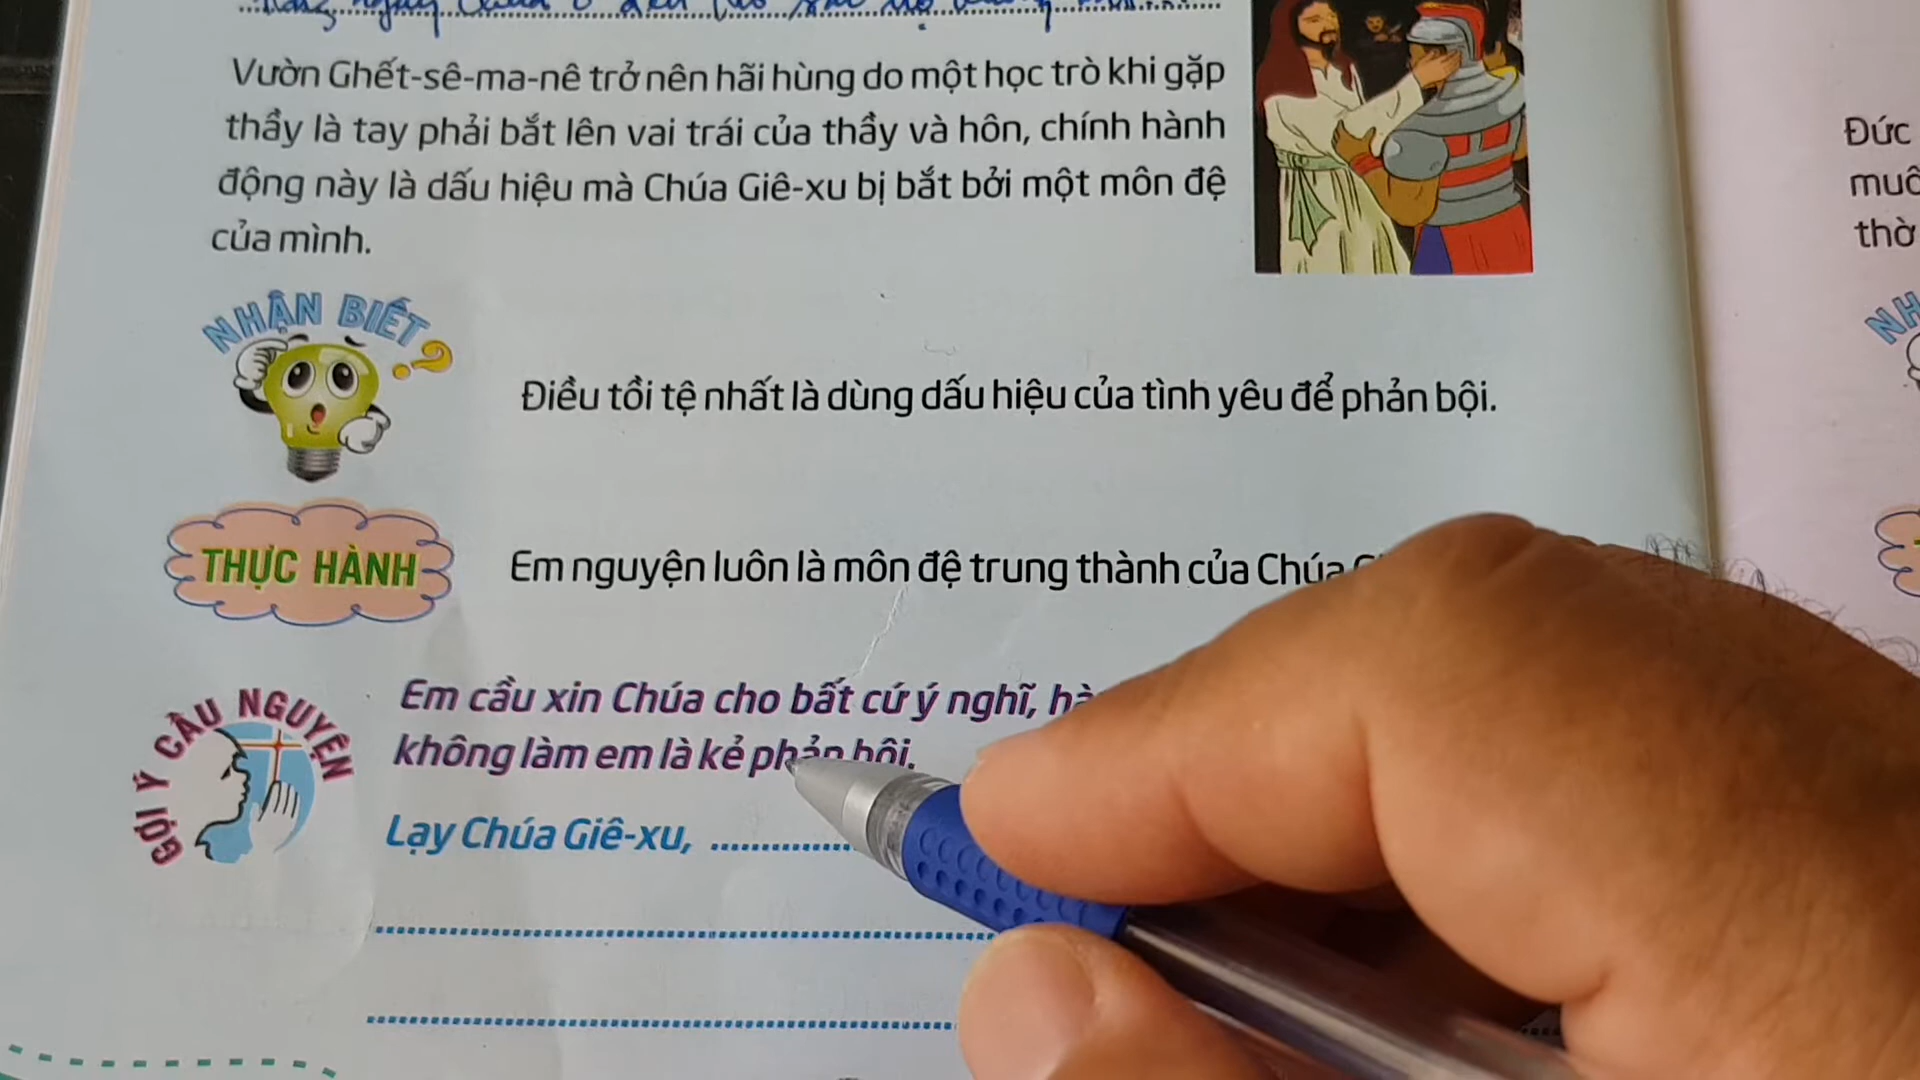 Vườn Ghết-sê-ma-nê trở nên hãi hùng do một học trò khi gặp
thầy là tay phải bắt lên vai trái của thầy và hôn, chính hành
động này là dấu hiệu mà Chúa Giê-xu bị bắt bởi một môn đệ
của mình.
NHẬN BIẾT?
Điều tồi tệ nhất là dùng dấu hiệu của tình yêu để phản bội.
THỰC HÀNH
Em nguyện luôn là môn đệ trung thành của Chúa
GỢI Ý CẦU NGUYỆN
Em cầu xin Chúa cho bất cứ ý nghĩ,
không làm em là kẻ phản bội.
Lạy Chúa Giê-xu,
Đức
thờ